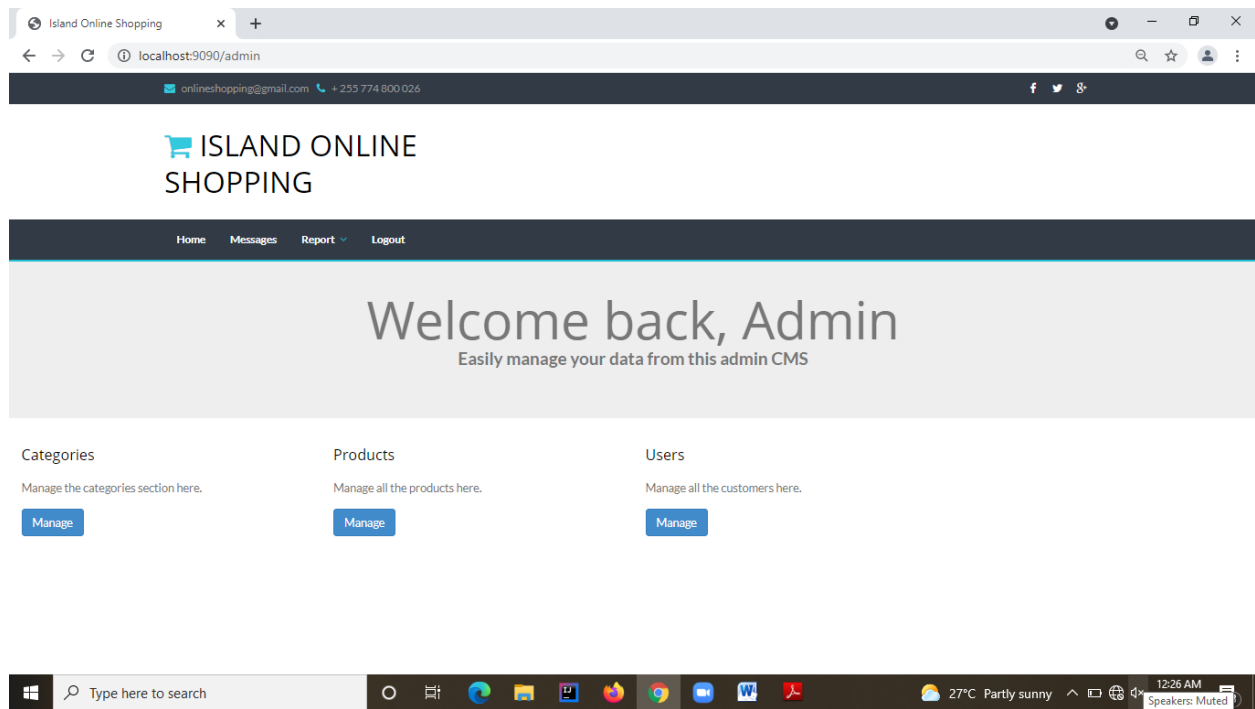 Island Online Shopping
localhost:9090/admin
onlineshopping@gmail.com + 255 774 800 026
ISLAND ONLINE
SHOPPING
Home Messages Report Logout
Welcome back, Admin
Easily manage your data from this admin CMS
Categories Products Users
Manage the categories section here. Manage all the products here. Manage all the customers here.
Manage Manage Manage
Type here to search 27°C Partly sunny 12:26 AM
Speakers: Muted